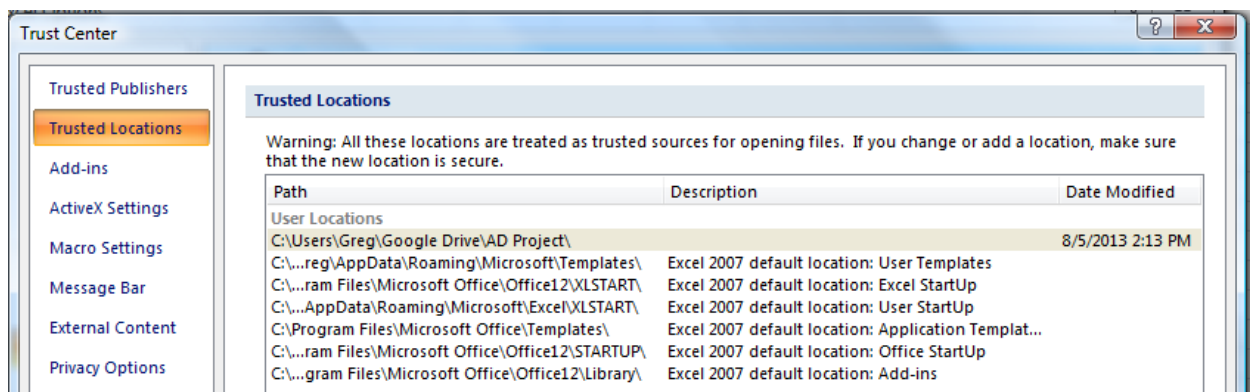 Trust Center
Trusted Publishers
Trusted Locations
Add-ins
ActiveX Settings
Macro Settings
Message Bar
External Content
Privacy Options
Trusted Locations
Warning: All these locations are treated as trusted sources for opening files. If you change or add a location, make sure
that the new location is secure.
Path Description Date Modified
User Locations
C:\Users\Greg\Google Drive\AD Project\ 8/5/2013 2:13 PM
C:\...reg\AppData\Roaming\Microsoft\Templates\ Excel 2007 default location: User Templates
C:\...ram Files\Microsoft Office\Office12\XLSTART\ Excel 2007 default location: Excel StartUp
C:\...AppData\Roaming\Microsoft\Excel\XLSTART\ Excel 2007 default location: User StartUp
C:\Program Files\Microsoft Office\Templates\ Excel 2007 default location: Application Templat...
C:\...ram Files\Microsoft Office\Office12\STARTUP\ Excel 2007 default location: Office StartUp
C:\...gram Files\Microsoft Office\Office12\Library\ Excel 2007 default location: Add-ins